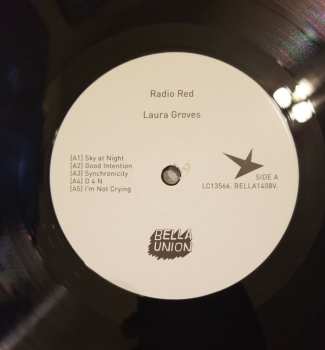 Radio Red
Laura Groves
[A1] Sky at Night
[A2] Good Intention
[A3] Synchronicity
[A4] D 4 N
[A5] I'm Not Crying
SIDE A
LC13566. BELLA1408V.
BELLA
UNION